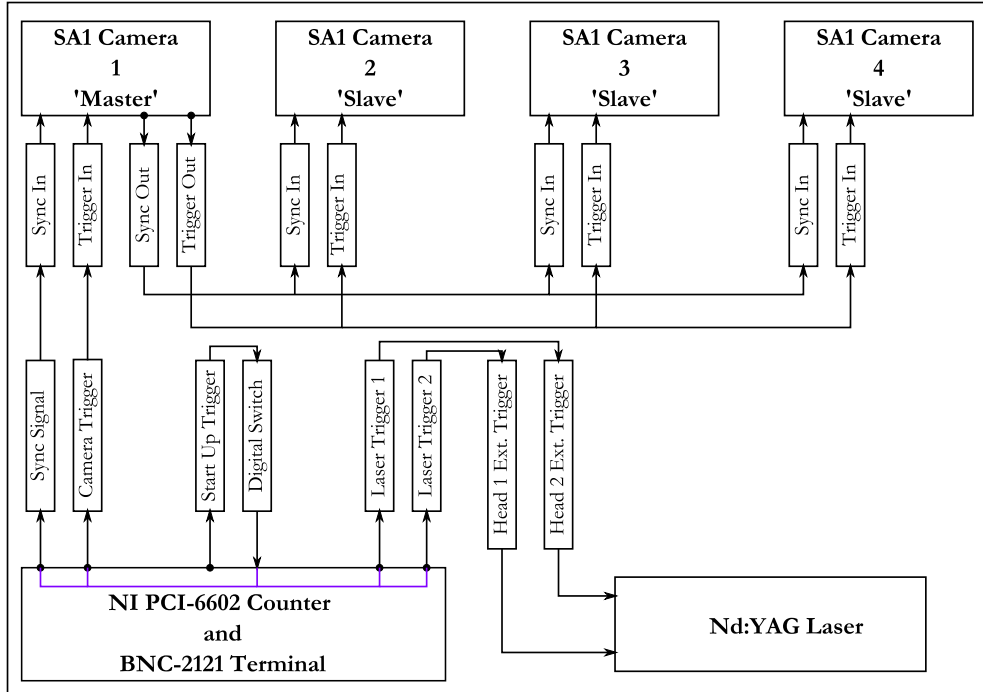 SA1 Camera
1
'Master'
SA1 Camera
2
'Slave'
SA1 Camera
3
'Slave'
SA1 Camera
4
'Slave'
Sync In
Trigger In
Sync Out
Trigger Out
Sync In
Trigger In
Sync In
Trigger In
Sync In
Trigger In
Sync Signal
Camera Trigger
Start Up Trigger
Digital Switch
Laser Trigger 1
Laser Trigger 2
Head 1 Ext. Trigger
Head 2 Ext. Trigger
NI PCI-6602 Counter
and
BNC-2121 Terminal
Nd:YAG Laser